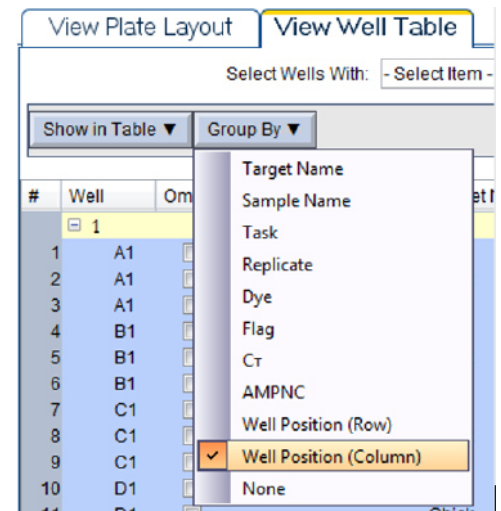 View Plate Layout View Well Table
Select Wells With: - Select Item -
Show in Table ▼ Group By ▼
Target Name
# Well Om
Sample Name
1
Task
1 A1
Replicate
2 A1
3 A1
Dye
4 B1
Flag
5 B1
Cт
6 B1
AMPNC
7 C1
Well Position (Row)
8 C1
9 C1
✓ Well Position (Column)
10 D1
None